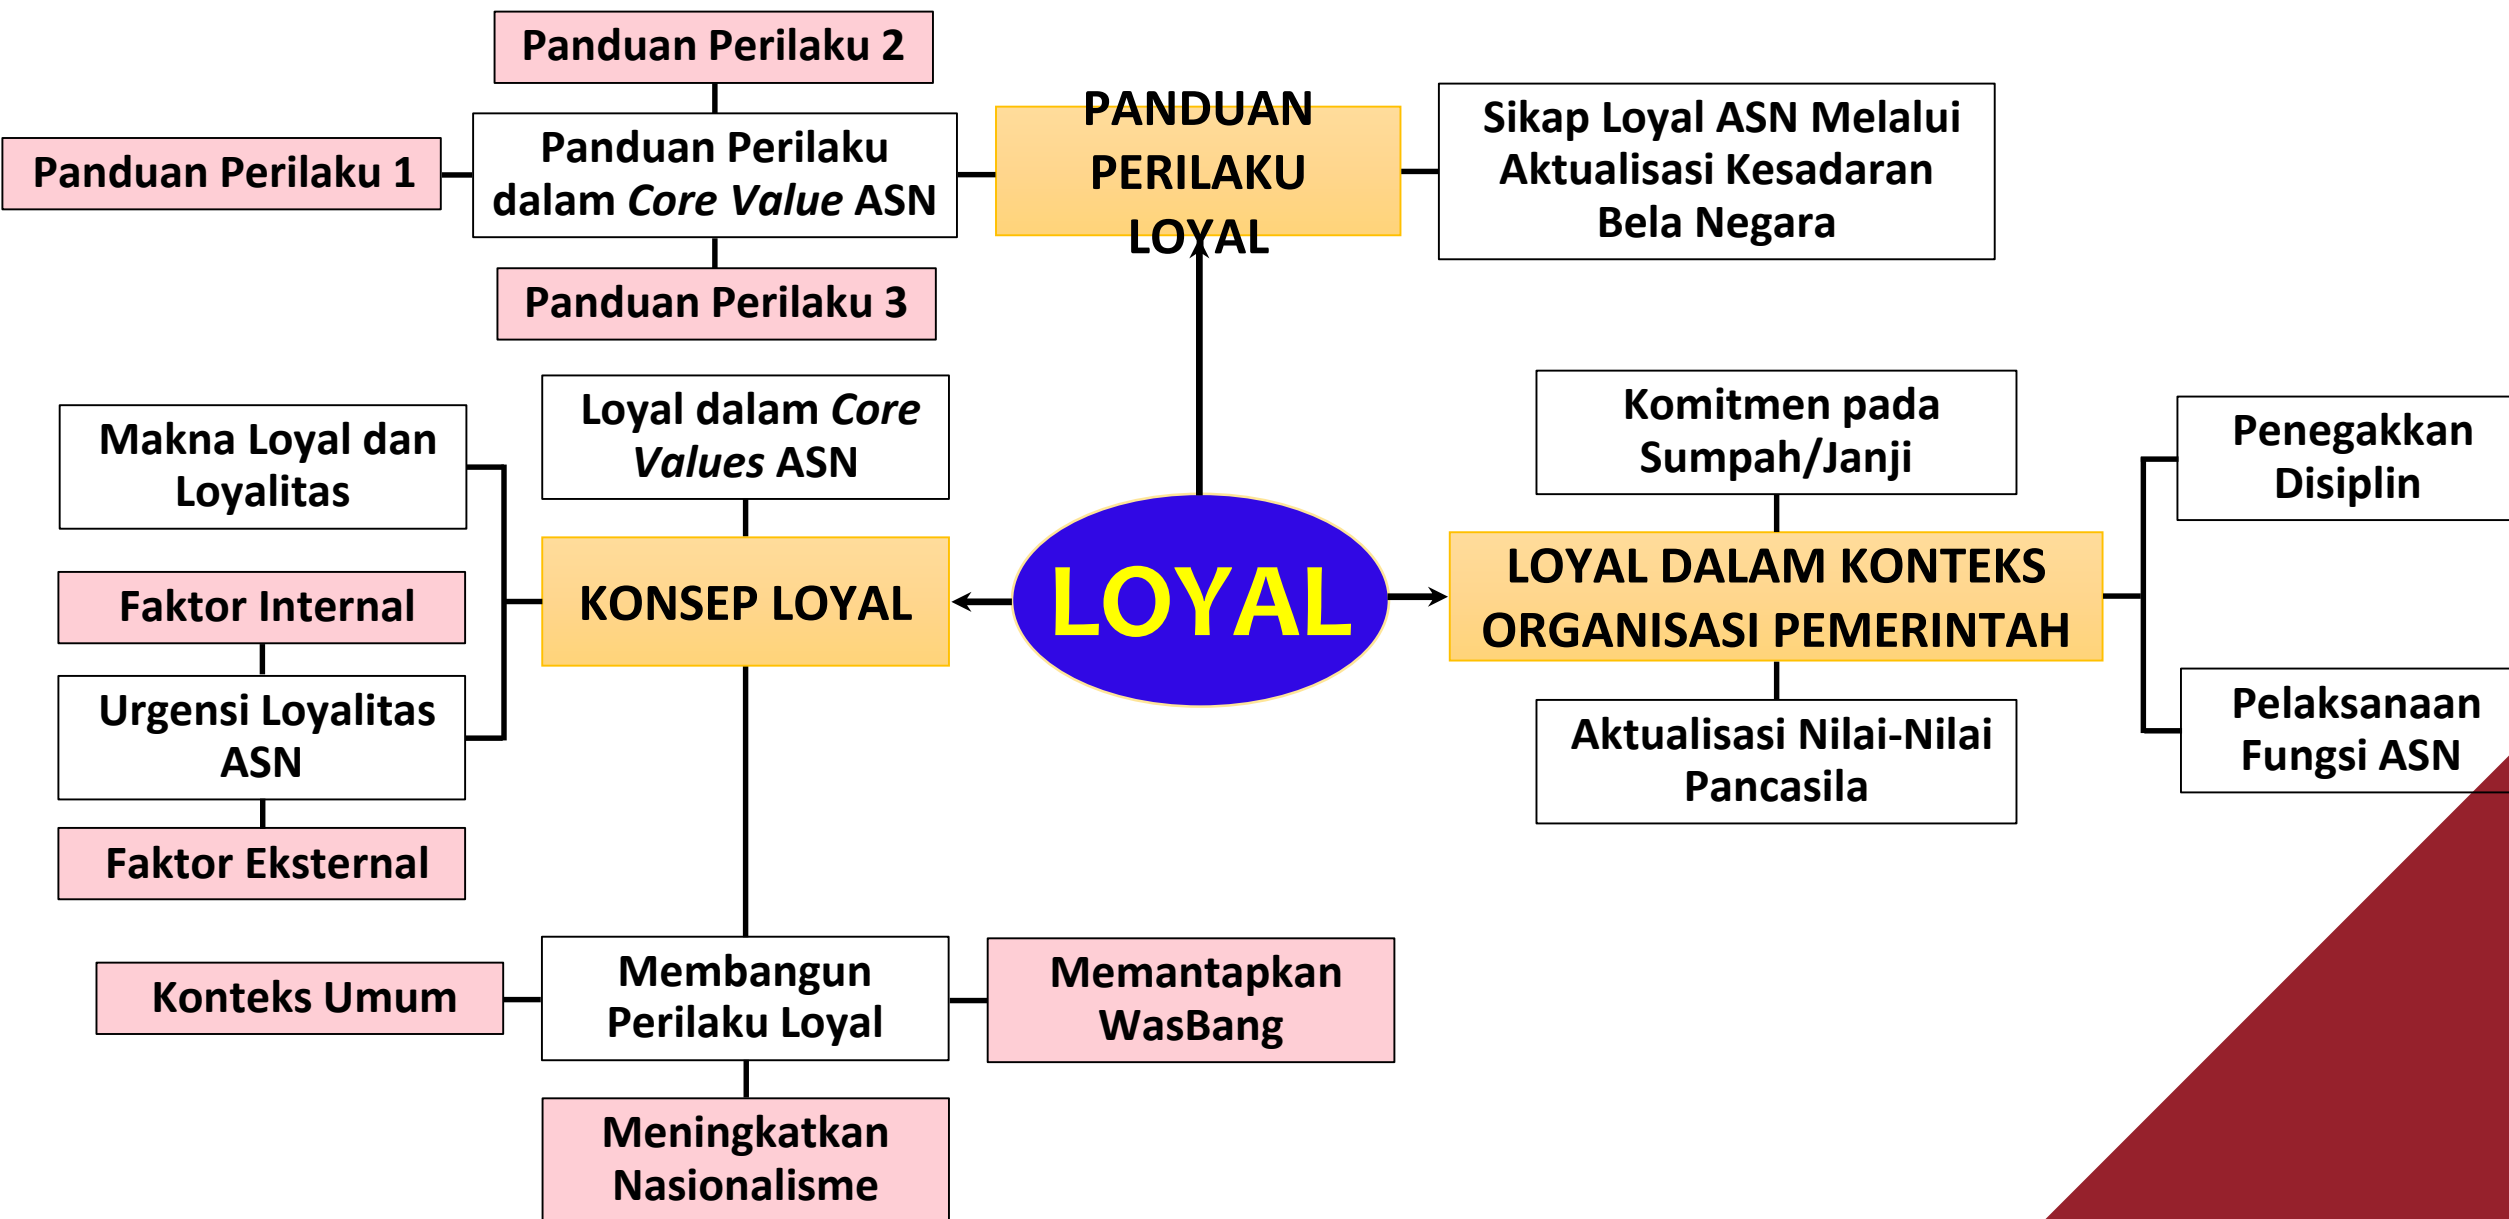 Panduan Perilaku 2
Panduan Perilaku 1
Panduan Perilaku
dalam Core Value ASN
Panduan Perilaku 3
PANDUAN
PERILAKU
LOYAL
Sikap Loyal ASN Melalui
Aktualisasi Kesadaran
Bela Negara
Makna Loyal dan
Loyalitas
Loyal dalam Core
Values ASN
Faktor Internal
Urgensi Loyalitas
ASN
Faktor Eksternal
KONSEP LOYAL
LOYAL
Komitmen pada
Sumpah/Janji
LOYAL DALAM KONTEKS
ORGANISASI PEMERINTAH
Aktualisasi Nilai-Nilai
Pancasila
Penegakkan
Disiplin
Pelaksanaan
Fungsi ASN
Konteks Umum
Membangun
Perilaku Loyal
Memantapkan
WasBang
Meningkatkan
Nasionalisme